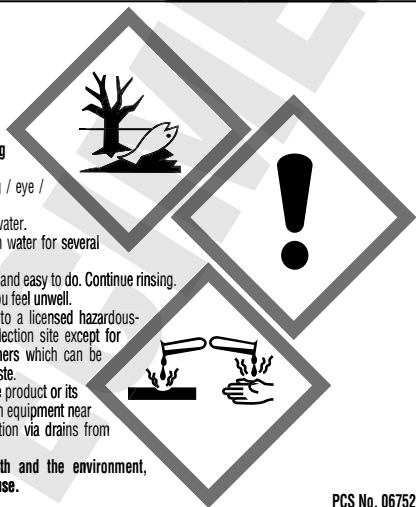 g
g / eye /
water.
n water for several
and easy to do. Continue rinsing.
ou feel unwell.
to a licensed hazardous-
lection site except for
ners which can be
ste.
e product or its
n equipment near
tion via drains from
th and the environment,
use.
PCS No. 06752